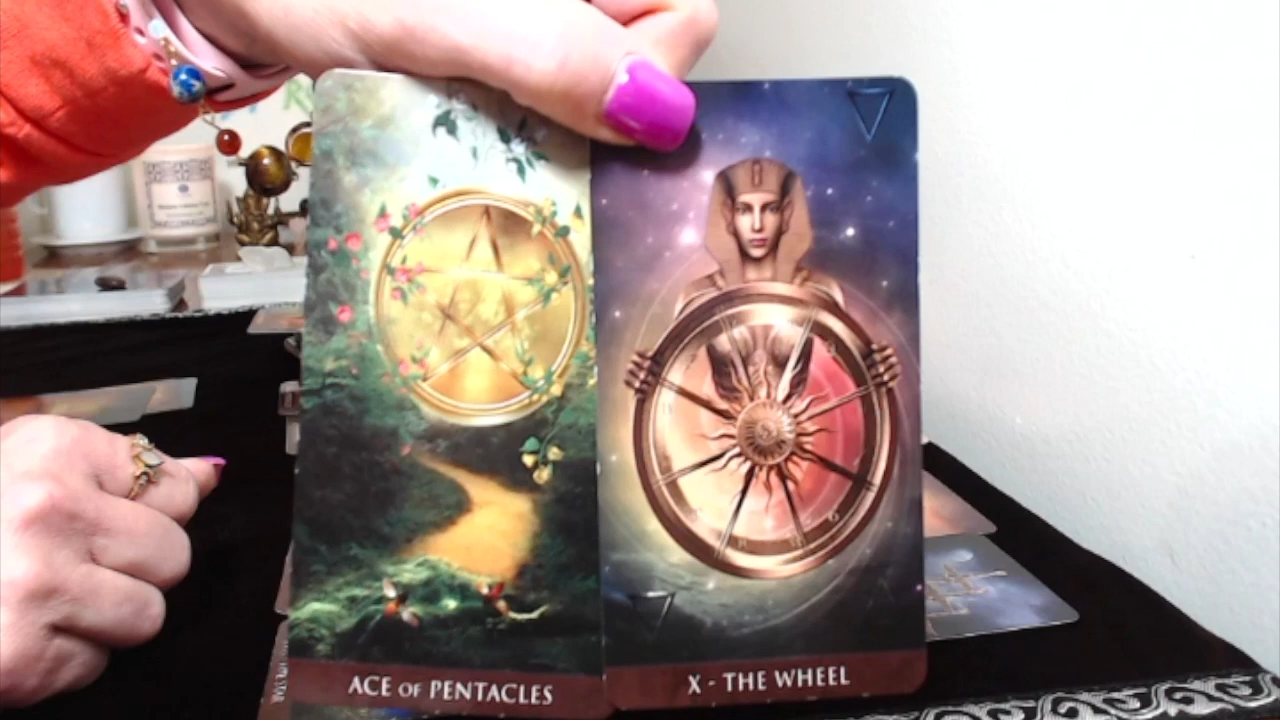 ACE OF PENTACLES
X - THE WHEEL